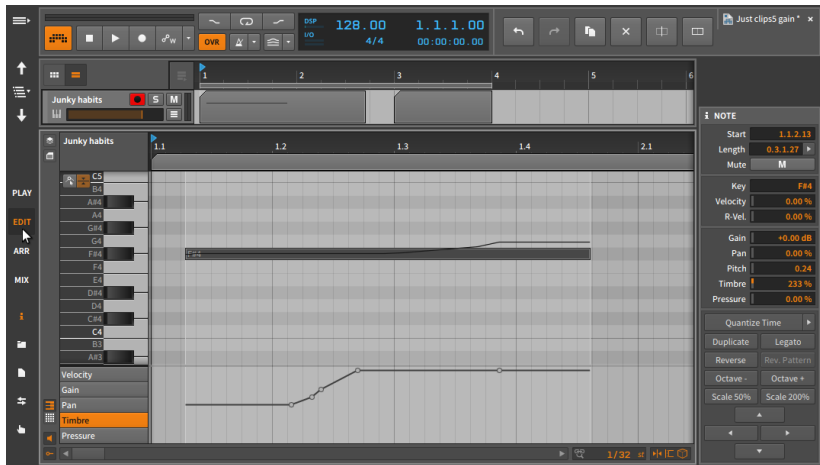 DSP
I/O
128.00
4/4
1.1.1.00
00:00:00.00
OVR
W
Just clips5 gain *
1
2
3
4
5
6
Junky habits
S
M
Junky habits
1.1
1.2
1.3
1.4
2.1
PLAY
EDIT
ARR
MIX
C5
B4
A#4
A4
G#4
G4
F#4
F#4
F4
E4
D#4
D4
C#4
C4
B3
A#3
Velocity
Gain
Pan
Timbre
Pressure
1/32 st
NOTE
Start 1.1.2.13
Length 0.3.1.27
Mute M
Key F#4
Velocity 0.00 %
R-Vel. 0.00 %
Gain +0.00 dB
Pan 0.00 %
Pitch 0.24
Timbre 233 %
Pressure 0.00 %
Quantize Time
Duplicate Legato
Reverse Rev. Pattern
Octave - Octave +
Scale 50% Scale 200%